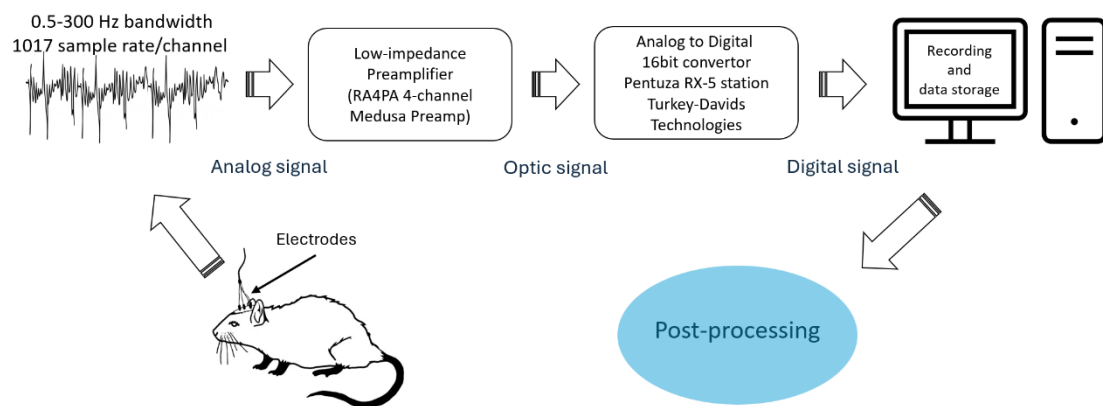 0.5-300 Hz bandwidth
1017 sample rate/channel
Low-impedance
Preamplifier
(RA4PA 4-channel
Medusa Preamp)
Analog to Digital
16bit convertor
Pentuza RX-5 station
Turkey-Davids
Technologies
Recording
and
data storage
Analog signal
Optic signal
Digital signal
Electrodes
Post-processing